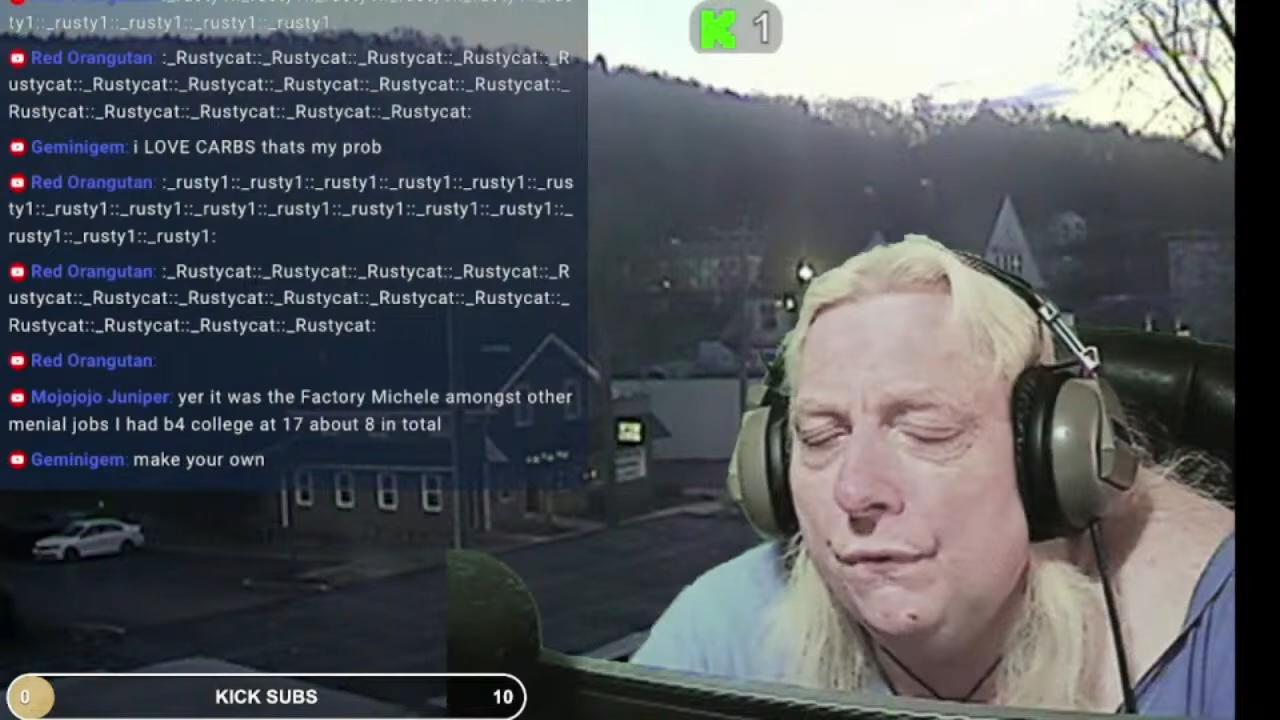 ty1::_rusty1::_rusty1::_rusty1::_rusty1.
Red Orangutan: :_Rustycat::_Rustycat::_Rustycat::_Rustycat::_R
ustycat::_Rustycat::_Rustycat::_Rustycat::_Rustycat::_
Rustycat::_Rustycat::_Rustycat::_Rustycat:
Geminigem: i LOVE CARBS thats my prob
Red Orangutan: :_rusty1::_rusty1::_rusty1::_rusty1::_rusty1::_rus
ty1::_rusty1::_rusty1::_rusty1::_rusty1::_rusty1::_rusty1::_
rusty1::_rusty1::_rusty1:
Red Orangutan: :_Rustycat::_Rustycat::_Rustycat::_Rustycat::_R
ustycat::_Rustycat::_Rustycat::_Rustycat::_Rustycat::_
Rustycat::_Rustycat::_Rustycat::_Rustycat:
Red Orangutan:
Mojojojo Juniper: yer it was the Factory Michele amongst other
menial jobs I had b4 college at 17 about 8 in total
Geminigem: make your own
K 1
0 KICK SUBS 10